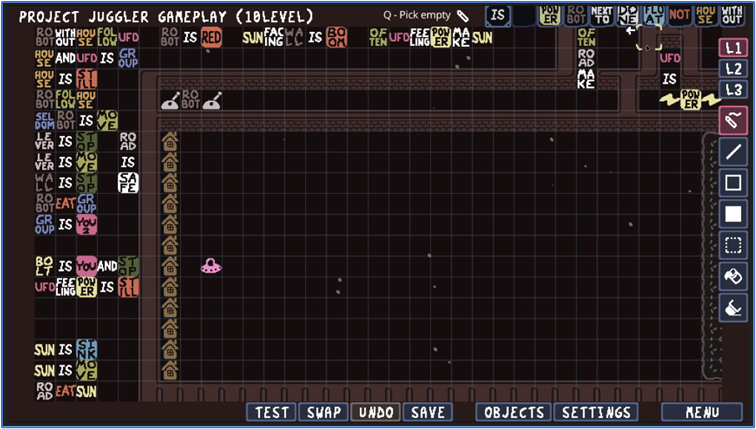 PROJECT JUGGLER GAMEPLAY (10LEVEL) Q - Pick empty IS POWER ROBOT NEXT TO DONE FLOAT NOT HOUSE WITHOUT
ROBOT WITHOUT HOUSE FOLLOW UFO ROBOT IS RED SUN FACING WALL IS BOOM OFTEN UFO FEELING POWER MAKE SUN OFTEN
HOUSE AND UFO IS GROUP ROAD UFO L1
HOUSE IS STILL MAKE IS L2
ROBOT FOLLOW HOUSE ROBOT POWER L3
SELDOM ROBOT IS MOVE
LEVER IS STOP ROAD
LEVER IS MOVE IS
WALL IS STOP SAFE
ROBOT EAT GROUP
GROUP IS YOU2
BOLT IS YOU AND STOP
UFO FEELING POWER IS STILL
SUN IS SINK
SUN IS MOVE
ROAD EAT SUN
TEST SWAP UNDO SAVE OBJECTS SETTINGS MENU